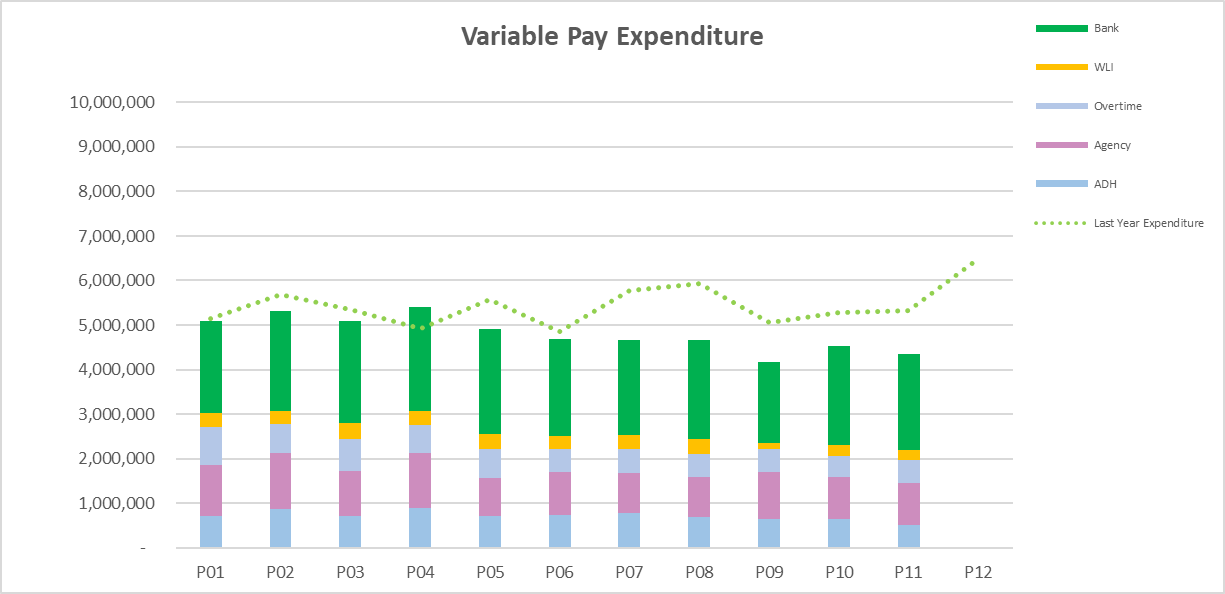 Variable Pay Expenditure
Bank
WLI
Overtime
Agency
ADH
Last Year Expenditure
10,000,000
9,000,000
8,000,000
7,000,000
6,000,000
5,000,000
4,000,000
3,000,000
2,000,000
1,000,000
-
P01 P02 P03 P04 P05 P06 P07 P08 P09 P10 P11 P12